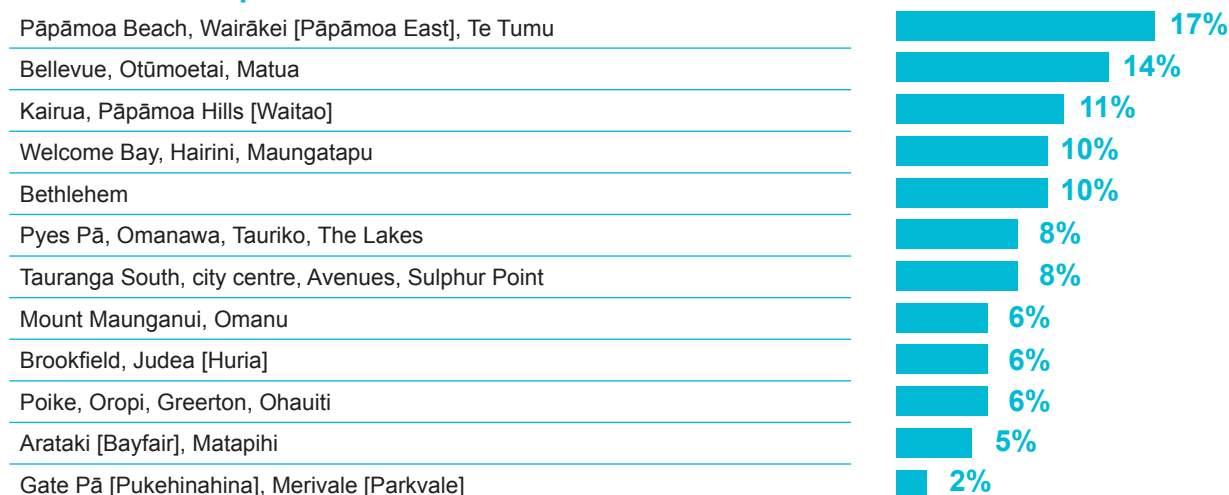 Pāpāmoa Beach, Wairākei [Pāpāmoa East], Te Tumu 17%
Bellevue, Otūmoetai, Matua 14%
Kairua, Pāpāmoa Hills [Waitao] 11%
Welcome Bay, Hairini, Maungatapu 10%
Bethlehem 10%
Pyes Pā, Omanawa, Tauriko, The Lakes 8%
Tauranga South, city centre, Avenues, Sulphur Point 8%
Mount Maunganui, Omanu 6%
Brookfield, Judea [Huria] 6%
Poike, Oropi, Greerton, Ohauiti 6%
Arataki [Bayfair], Matapihi 5%
Gate Pā [Pukehinahina], Merivale [Parkvale] 2%